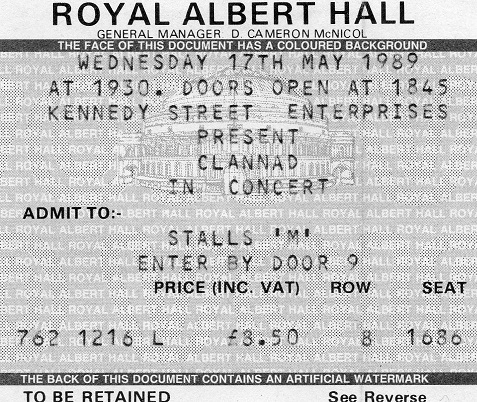 ROYAL ALBERT HALL
GENERAL MANAGER D. CAMERON McNICOL
THE FACE OF THIS DOCUMENT HAS A COLOURED BACKGROUND
WEDNESDAY 17TH MAY 1989
AT 1930. DOORS OPEN AT 1845
KENNEDY STREET ENTERPRISES
PRESENT
CLANNAD
IN CONCERT
ADMIT TO:-
STALLS 'M'
ENTER BY DOOR 9
PRICE (INC. VAT) ROW SEAT
762 1216 L £8.50 8 1686
THE BACK OF THIS DOCUMENT CONTAINS AN ARTIFICIAL WATERMARK
TO BE RETAINED See Reverse